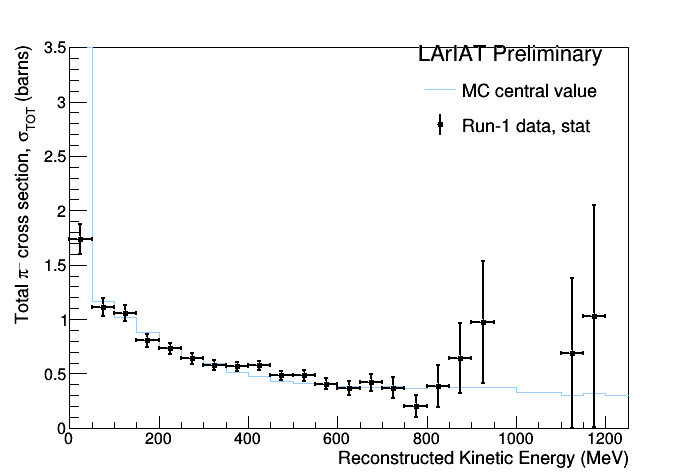 LArIAT Preliminary
MC central value
Run-1 data, stat
Total π⁻ cross section, σ_TOT (barns)
3.5
3
2.5
2
1.5
1
0.5
0
0 200 400 600 800 1000 1200
Reconstructed Kinetic Energy (MeV)